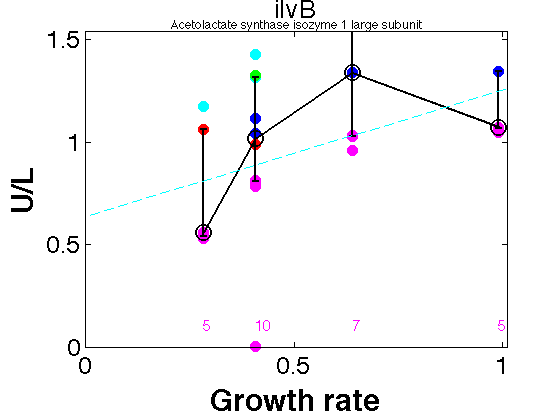 ilvB
Acetolactate synthase isozyme 1 large subunit
1.5
1
0.5
0
U/L
5 10 7 5
0 0.5 1
Growth rate